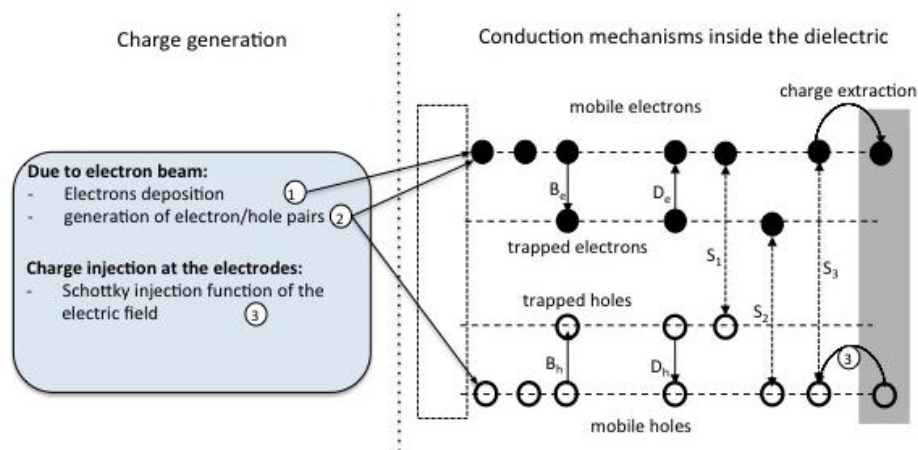 Charge generation
Conduction mechanisms inside the dielectric
mobile electrons
charge extraction
Due to electron beam:
- Electrons deposition 1
- generation of electron/hole pairs 2
Charge injection at the electrodes:
- Schottky injection function of the
electric field 3
Be
De
trapped electrons
S1
S2
S3
trapped holes
Bh
Dh
3
mobile holes